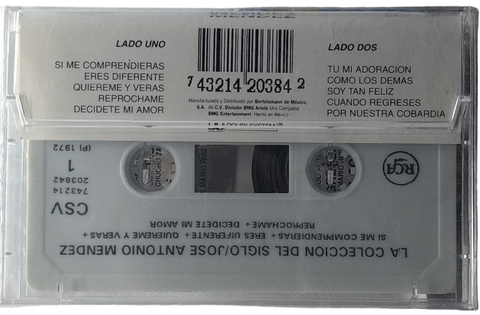 MENDEZ
LADO UNO
SI ME COMPRENDIERAS
ERES DIFERENTE
QUIEREME Y VERAS
REPROCHAME
DECIDETE MI AMOR
7 43214 20384 2
Manufacturado y Distribuido por Bertelsmann de México,
S.A. de C.V. División BMG Ariola Una Compañía
BMG Entertainment. Hecho en México
LADO DOS
TU MI ADORACION
COMO LOS DEMAS
SOY TAN FELIZ
CUANDO REGRESES
POR NUESTRA COBARDIA
LA COLECCION DEL SIGLO/JOSE ANTONIO MENDEZ
SI ME COMPRENDIERAS + ERES DIFERENTE + QUIEREME Y VERAS +
REPROCHAME + DECIDETE MI AMOR
CSV
743214
203842
1
(P) 1972
RCA